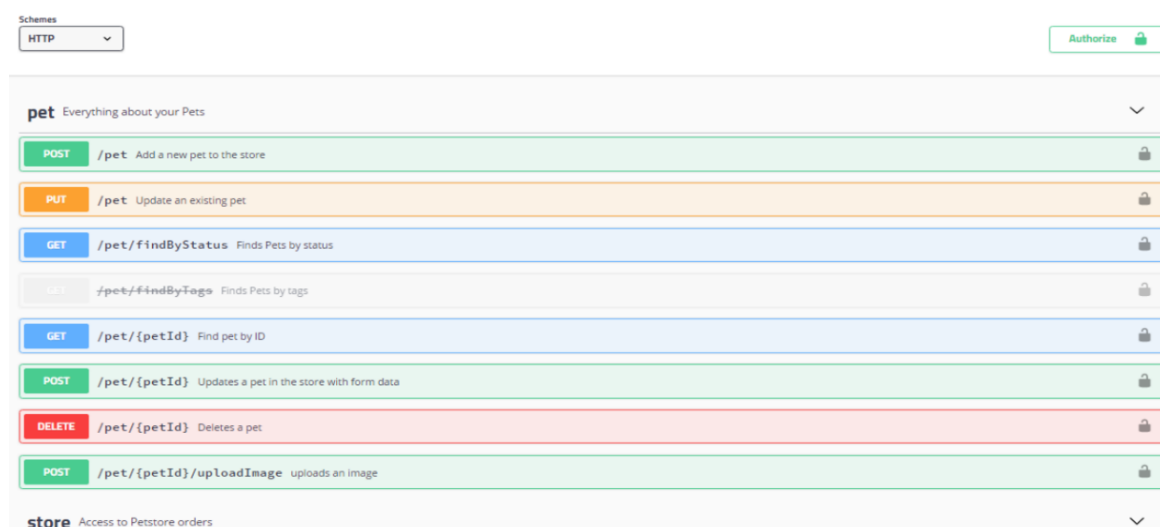 Schemes
HTTP
Authorize
pet Everything about your Pets
POST /pet Add a new pet to the store
PUT /pet Update an existing pet
GET /pet/findByStatus Finds Pets by status
GET /pet/findByTags Finds Pets by tags
GET /pet/{petId} Find pet by ID
POST /pet/{petId} Updates a pet in the store with form data
DELETE /pet/{petId} Deletes a pet
POST /pet/{petId}/uploadImage uploads an image
store Access to Petstore orders